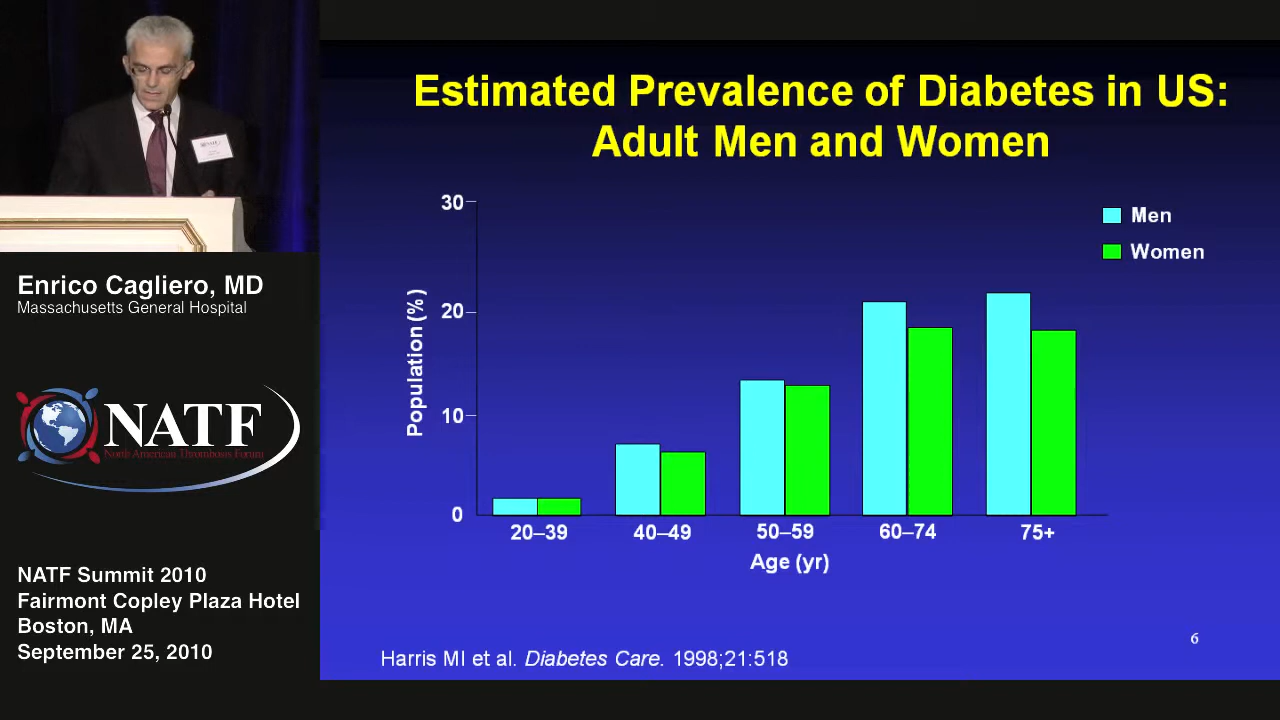 Estimated Prevalence of Diabetes in US:
Adult Men and Women
30
20
10
0
Population (%)
Men
Women
20–39
40–49
50–59
60–74
75+
Age (yr)
6
Harris MI et al. Diabetes Care. 1998;21:518
Enrico Cagliero, MD
Massachusetts General Hospital
NATF
North American Thrombosis Forum
NATF Summit 2010
Fairmont Copley Plaza Hotel
Boston, MA
September 25, 2010